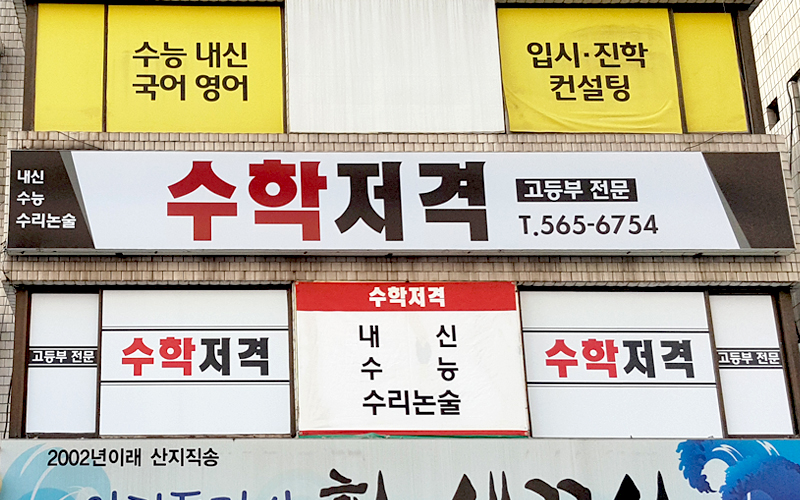 수능 내신
국어 영어
입시·진학
컨설팅
내신
수능
수리논술
수학저격
고등부 전문
T.565-6754
고등부 전문
수학저격
수학저격
내 신
수 능
수리논술
수학저격
고등부 전문
2002년이래 산지직송